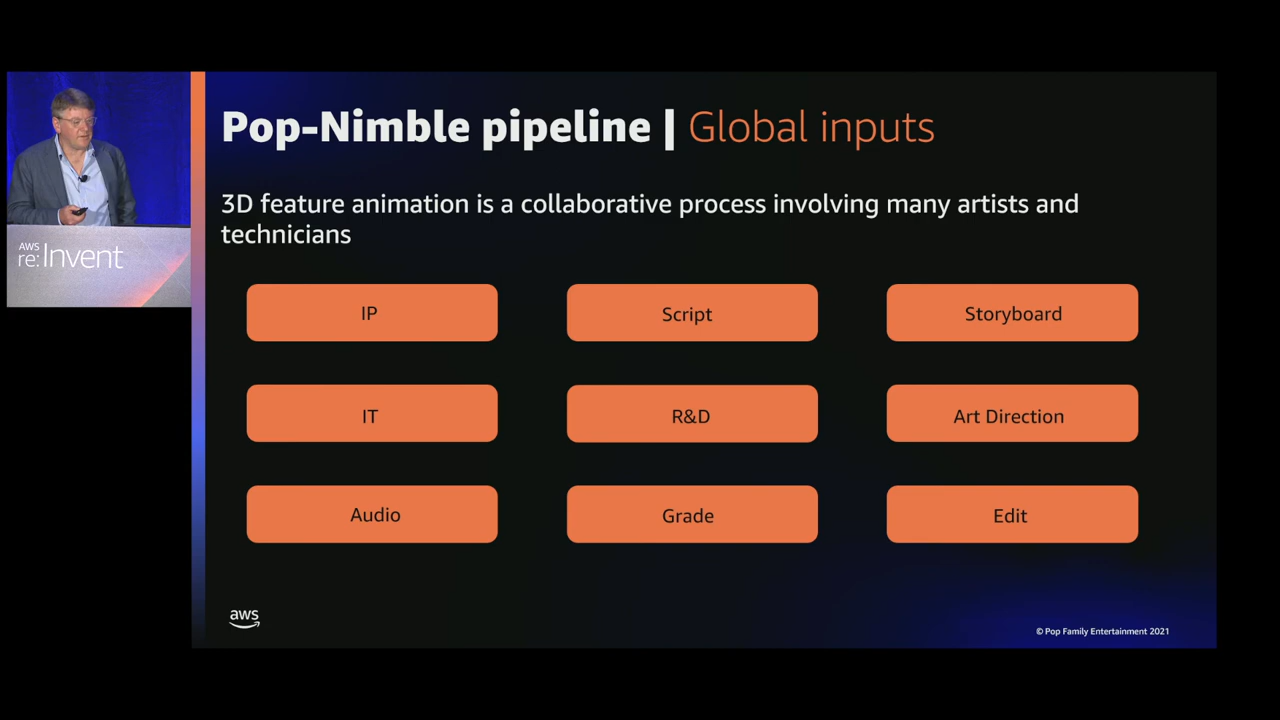 Pop-Nimble pipeline | Global inputs
3D feature animation is a collaborative process involving many artists and
technicians
AWS
re:Invent
IP
Script
Storyboard
IT
R&D
Art Direction
Audio
Grade
Edit
aws
© Pop Family Entertainment 2021